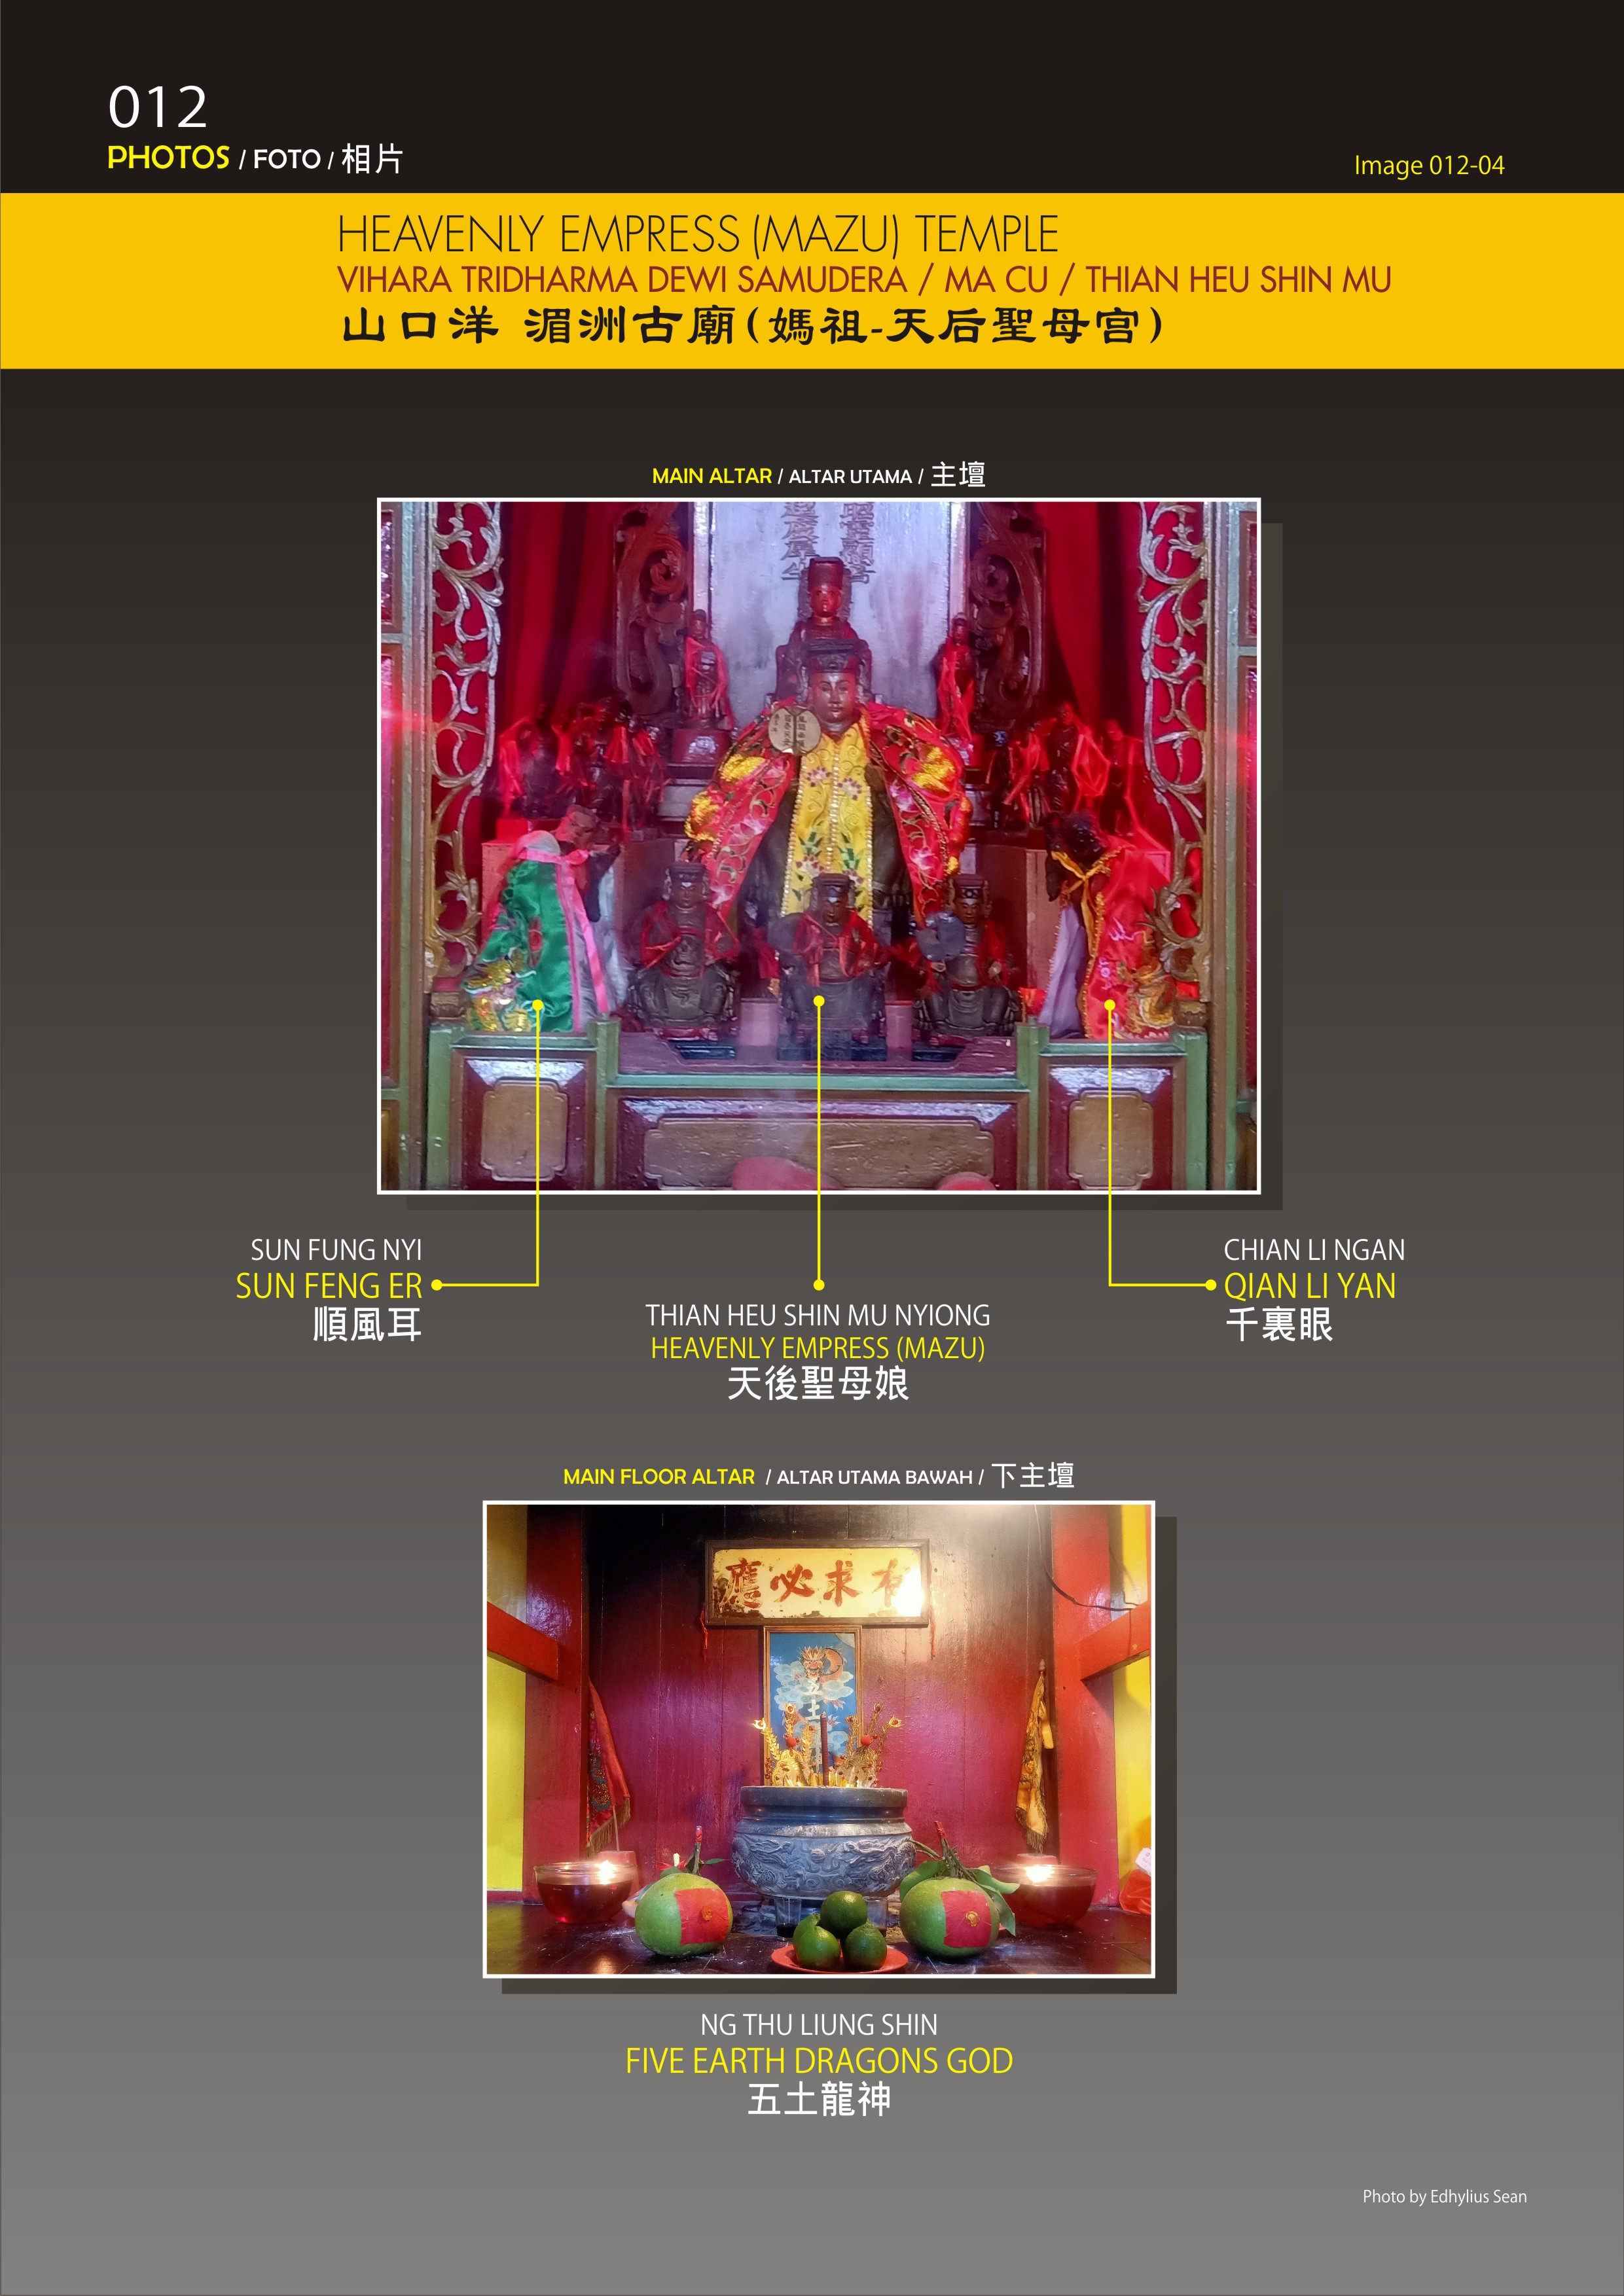 012
PHOTOS / FOTO / 相片
Image 012-04
HEAVENLY EMPRESS (MAZU) TEMPLE
VIHARA TRIDHARMA DEWI SAMUDERA / MA CU / THIAN HEU SHIN MU
山口洋 湄洲古廟(媽祖-天后聖母宮)
MAIN ALTAR / ALTAR UTAMA / 主壇
SUN FUNG NYI
SUN FENG ER
順風耳
THIAN HEU SHIN MU NYIONG
HEAVENLY EMPRESS (MAZU)
天後聖母娘
CHIAN LI NGAN
QIAN LI YAN
千裏眼
MAIN FLOOR ALTAR / ALTAR UTAMA BAWAH / 下主壇
應必求有
五土
NG THU LIUNG SHIN
FIVE EARTH DRAGONS GOD
五土龍神
Photo by Edhylius Sean